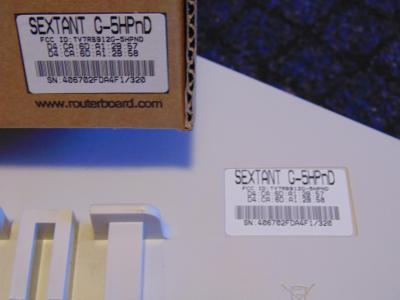 SEXTANT G-5HPnD
FCC ID:TV7RB912G-5HPND
D4:CA:6D:A1:28:57
D4:CA:6D:A1:28:58
SN:406702FDA4F1/320
www.routerboard.com
SEXTANT G-5HPnD
FCC ID:TV7RB912G-5HPND
D4:CA:6D:A1:28:57
D4:CA:6D:A1:28:58
SN:406702FDA4F1/320